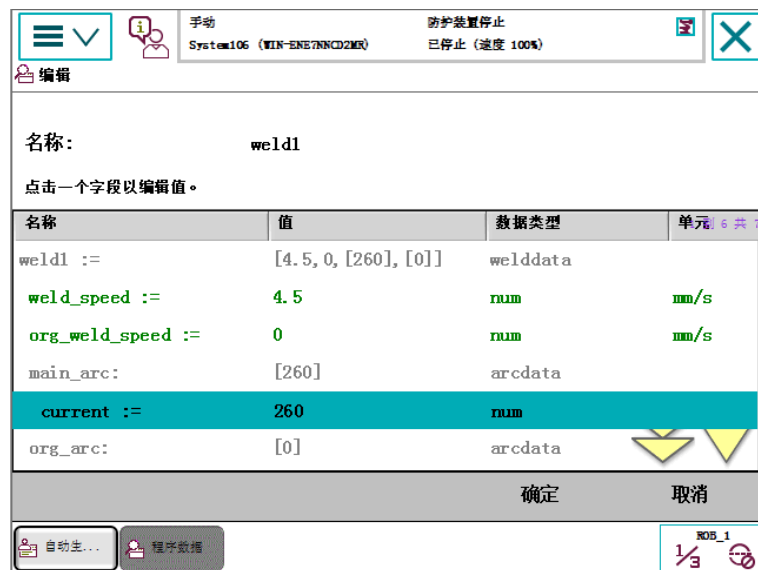 手动 防护装置停止
System106 (WIN-ENE7NNCD2MR) 已停止 (速度 100%)
编辑
名称: weld1
点击一个字段以编辑值。
名称 值 数据类型 单元 6 共 7
weld1 := [4.5,0,[260],[0]] welddata
weld_speed := 4.5 num mm/s
org_weld_speed := 0 num mm/s
main_arc: [260] arcdata
current := 260 num
org_arc: [0] arcdata
确定 取消
自动生... 程序数据 ROB_1
1/3